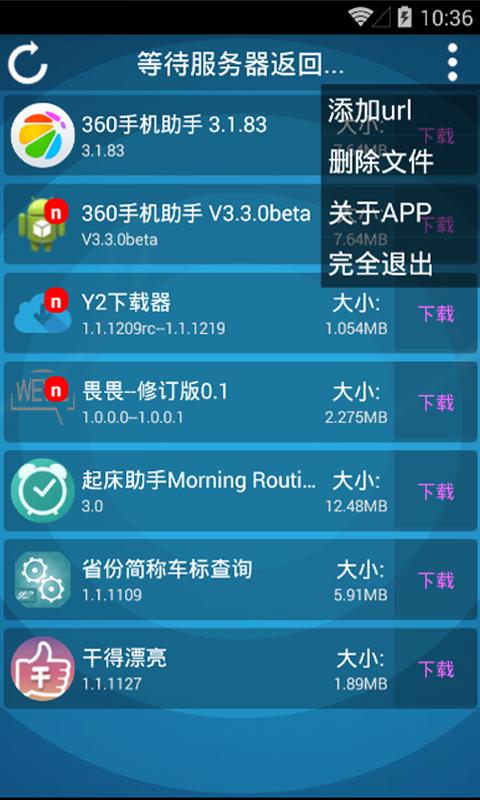 10:36
等待服务器返回...
添加url
删除文件
关于APP
完全退出
360手机助手 3.1.83
3.1.83
大小:
7.64MB
下载
n
360手机助手 V3.3.0beta
V3.3.0beta
大小:
7.64MB
下载
n
Y2下载器
1.1.1209rc--1.1.1219
大小:
1.054MB
下载
n
畏畏--修订版0.1
1.0.0.0--1.0.0.1
大小:
2.275MB
下载
起床助手Morning Routi...
3.0
大小:
12.48MB
下载
省份简称车标查询
1.1.1109
大小:
5.91MB
下载
干
干得漂亮
1.1.1127
大小:
1.89MB
下载